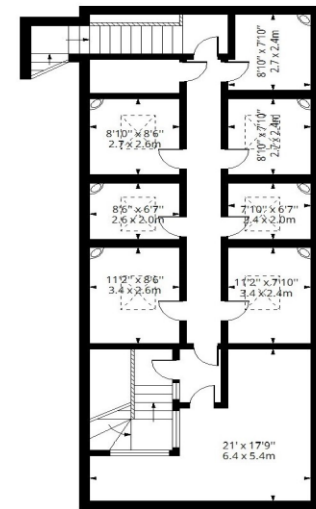 8'10" x 7'10"
2.7 x 2.4m
8'10" x 8'6"
2.7 x 2.6m
8'10" x 7'10"
2.7 x 2.4m
8'6" x 6'7"
2.6 x 2.0m
7'10" x 6'7"
2.4 x 2.0m
11'2" x 8'6"
3.4 x 2.6m
11'2" x 7'10"
3.4 x 2.4m
21' x 17'9"
6.4 x 5.4m